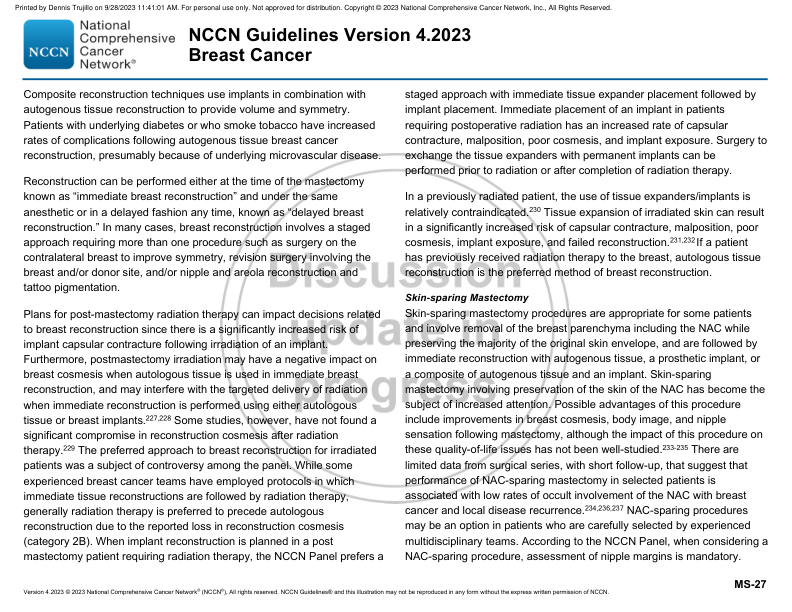 Printed by Dennis Trujillo on 9/28/2023 11:41:01 AM. For personal use only. Not approved for distribution. Copyright © 2023 National Comprehensive Cancer Network, Inc., All Rights Reserved.
NCCN
National
Comprehensive
Cancer
Network®
NCCN Guidelines Version 4.2023
Breast Cancer
Composite reconstruction techniques use implants in combination with
autogenous tissue reconstruction to provide volume and symmetry.
Patients with underlying diabetes or who smoke tobacco have increased
rates of complications following autogenous tissue breast cancer
reconstruction, presumably because of underlying microvascular disease.
Reconstruction can be performed either at the time of the mastectomy
known as “immediate breast reconstruction” and under the same
anesthetic or in a delayed fashion any time, known as “delayed breast
reconstruction.” In many cases, breast reconstruction involves a staged
approach requiring more than one procedure such as surgery on the
contralateral breast to improve symmetry, revision surgery involving the
breast and/or donor site, and/or nipple and areola reconstruction and
tattoo pigmentation.
Plans for post-mastectomy radiation therapy can impact decisions related
to breast reconstruction since there is a significantly increased risk of
implant capsular contracture following irradiation of an implant.
Furthermore, postmastectomy irradiation may have a negative impact on
breast cosmesis when autologous tissue is used in immediate breast
reconstruction, and may interfere with the targeted delivery of radiation
when immediate reconstruction is performed using either autologous
tissue or breast implants.227,228 Some studies, however, have not found a
significant compromise in reconstruction cosmesis after radiation
therapy.229 The preferred approach to breast reconstruction for irradiated
patients was a subject of controversy among the panel. While some
experienced breast cancer teams have employed protocols in which
immediate tissue reconstructions are followed by radiation therapy,
generally radiation therapy is preferred to precede autologous
reconstruction due to the reported loss in reconstruction cosmesis
(category 2B). When implant reconstruction is planned in a post
mastectomy patient requiring radiation therapy, the NCCN Panel prefers a
staged approach with immediate tissue expander placement followed by
implant placement. Immediate placement of an implant in patients
requiring postoperative radiation has an increased rate of capsular
contracture, malposition, poor cosmesis, and implant exposure. Surgery to
exchange the tissue expanders with permanent implants can be
performed prior to radiation or after completion of radiation therapy.
In a previously radiated patient, the use of tissue expanders/implants is
relatively contraindicated.230 Tissue expansion of irradiated skin can result
in a significantly increased risk of capsular contracture, malposition, poor
cosmesis, implant exposure, and failed reconstruction.231,232 If a patient
has previously received radiation therapy to the breast, autologous tissue
reconstruction is the preferred method of breast reconstruction.
Skin-sparing Mastectomy
Skin-sparing mastectomy procedures are appropriate for some patients
and involve removal of the breast parenchyma including the NAC while
preserving the majority of the original skin envelope, and are followed by
immediate reconstruction with autogenous tissue, a prosthetic implant, or
a composite of autogenous tissue and an implant. Skin-sparing
mastectomy involving preservation of the skin of the NAC has become the
subject of increased attention. Possible advantages of this procedure
include improvements in breast cosmesis, body image, and nipple
sensation following mastectomy, although the impact of this procedure on
these quality-of-life issues has not been well-studied.233-235 There are
limited data from surgical series, with short follow-up, that suggest that
performance of NAC-sparing mastectomy in selected patients is
associated with low rates of occult involvement of the NAC with breast
cancer and local disease recurrence.234,236,237 NAC-sparing procedures
may be an option in patients who are carefully selected by experienced
multidisciplinary teams. According to the NCCN Panel, when considering a
NAC-sparing procedure, assessment of nipple margins is mandatory.
Discussion
update in
progress
MS-27
Version 4.2023 © 2023 National Comprehensive Cancer Network® (NCCN®), All rights reserved. NCCN Guidelines® and this illustration may not be reproduced in any form without the express written permission of NCCN.